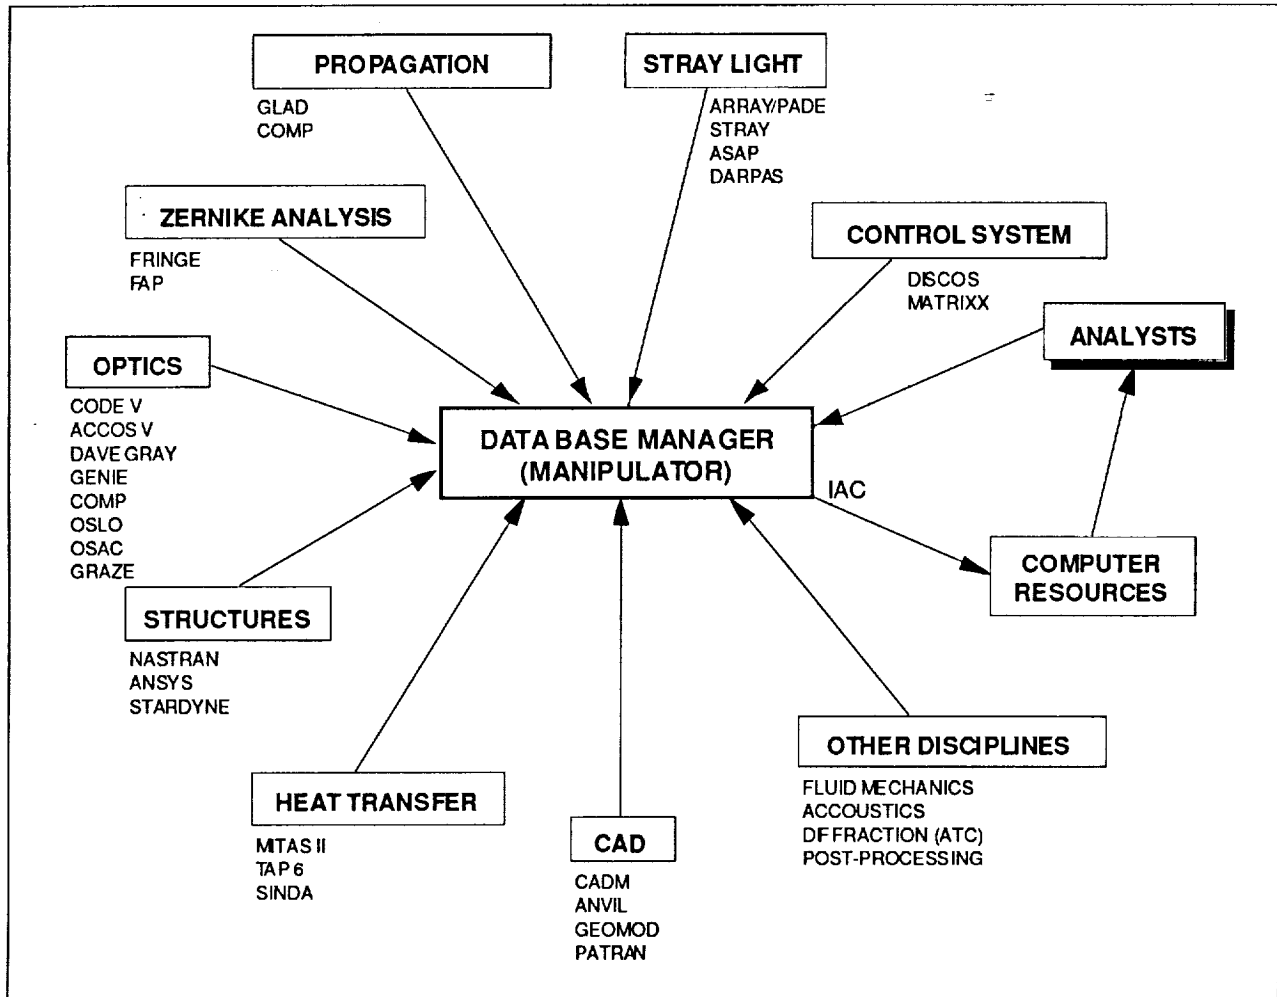 PROPAGATION
GLAD
COMP
STRAY LIGHT
ARRAY/PADE
STRAY
ASAP
DARPAS
ZERNIKE ANALYSIS
FRINGE
FAP
CONTROL SYSTEM
DISCOS
MATRIXX
ANALYSTS
OPTICS
CODE V
ACCOS V
DAVE GRAY
GENIE
COMP
OSLO
OSAC
GRAZE
DATA BASE MANAGER
(MANIPULATOR)
IAC
COMPUTER
RESOURCES
STRUCTURES
NASTRAN
ANSYS
STARDYNE
OTHER DISCIPLINES
FLUID MECHANICS
ACCOUSTICS
DIFFRACTION (ATC)
POST-PROCESSING
HEAT TRANSFER
MITAS II
TAP 6
SINDA
CAD
CADM
ANVIL
GEOMOD
PATRAN